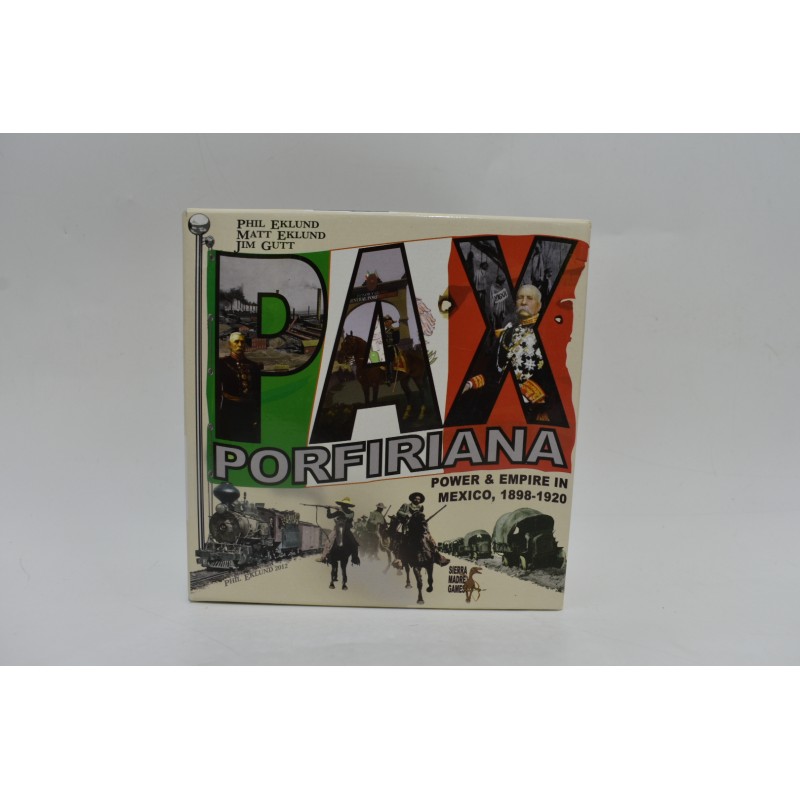 PHIL EKLUND
MATT EKLUND
JIM GUTT
PAX
PORFIRIANA
POWER & EMPIRE IN
MEXICO, 1898-1920
PHIL EKLUND 2012
SIERRA
MADRE
GAMES